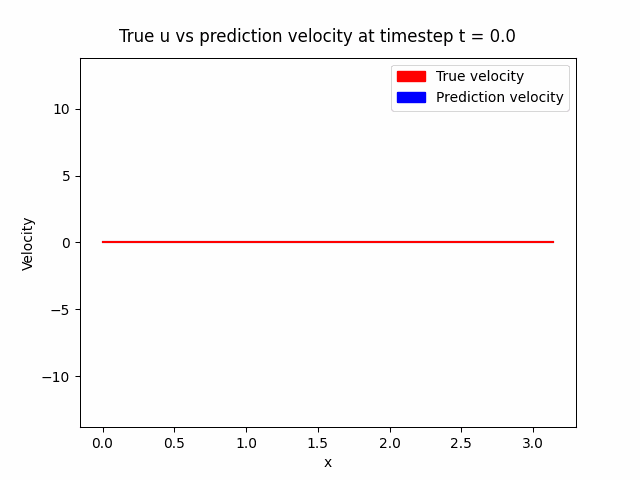 True u vs prediction velocity at timestep t = 0.0
True velocity
Prediction velocity
10
5
0
−5
−10
Velocity
0.0 0.5 1.0 1.5 2.0 2.5 3.0
x